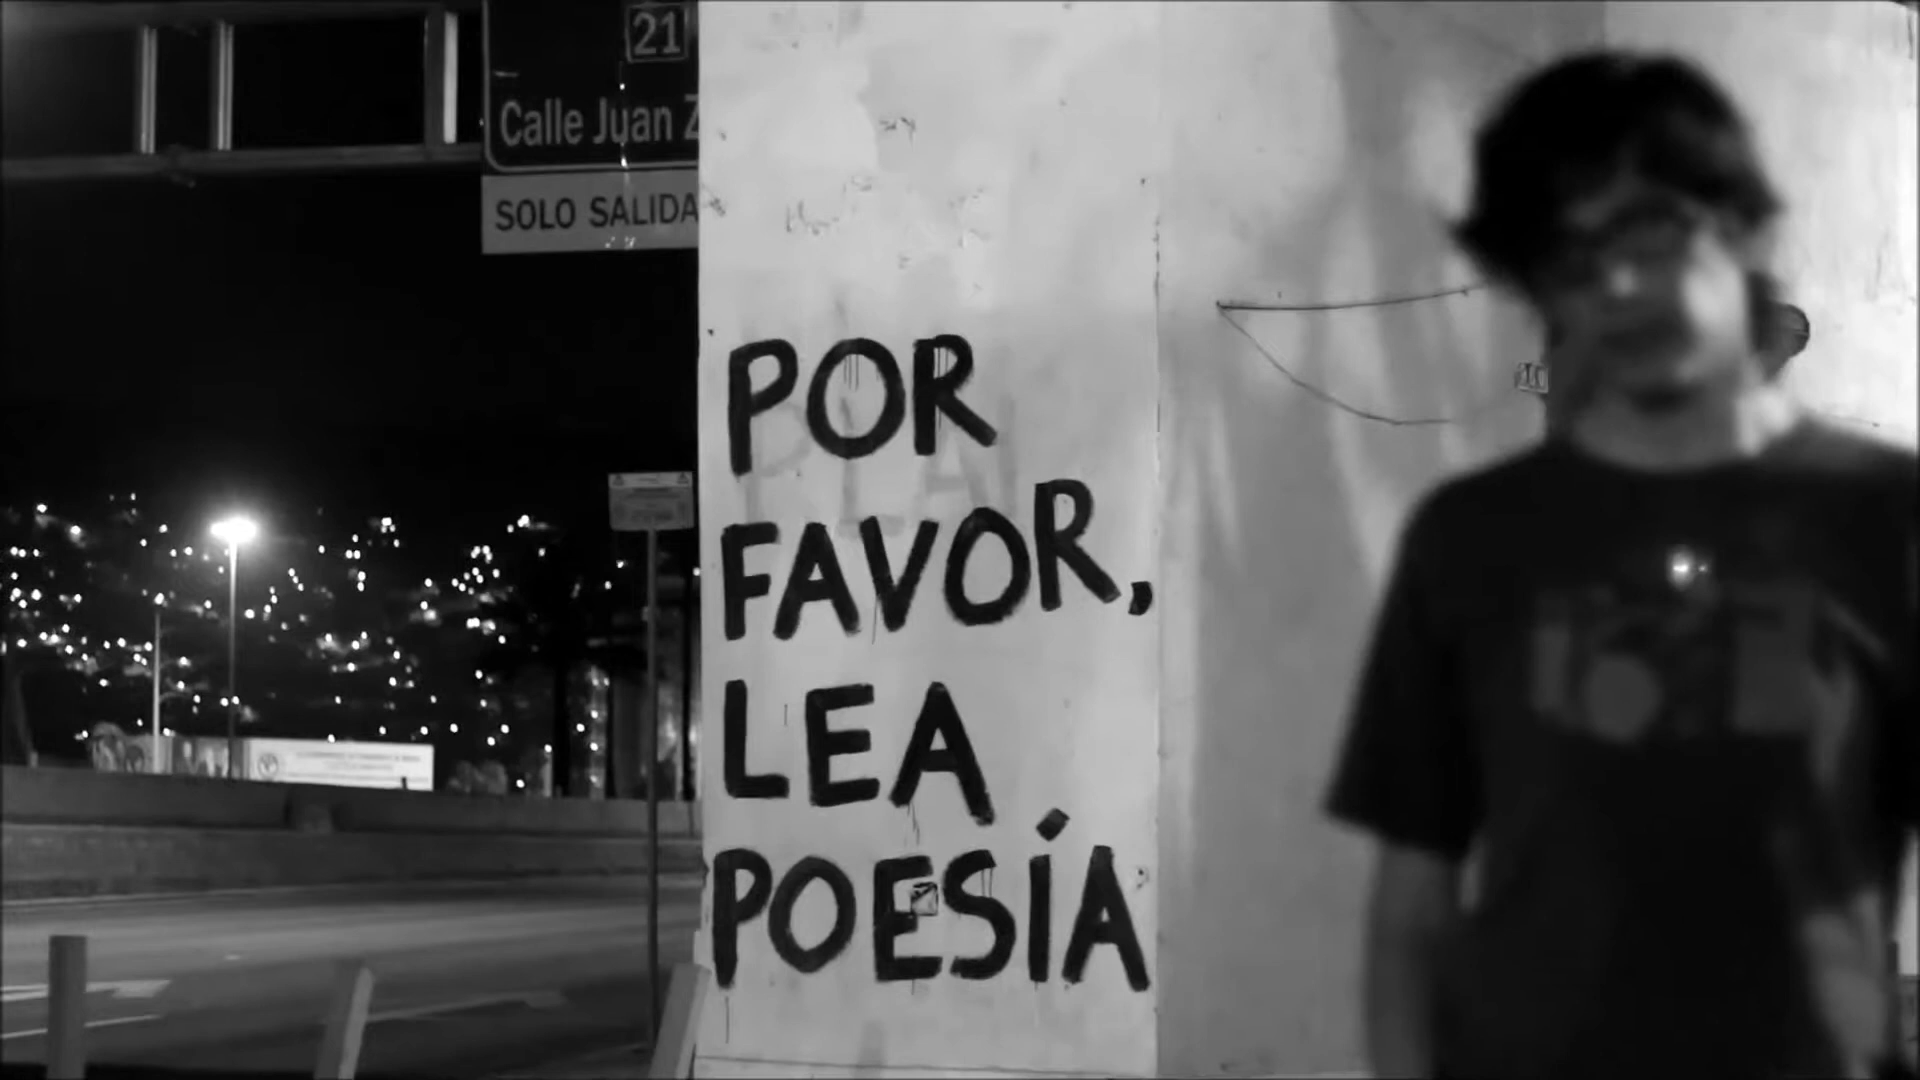 21
Calle Juan Z
SOLO SALIDA
POR
FAVOR,
LEA
POESÍA